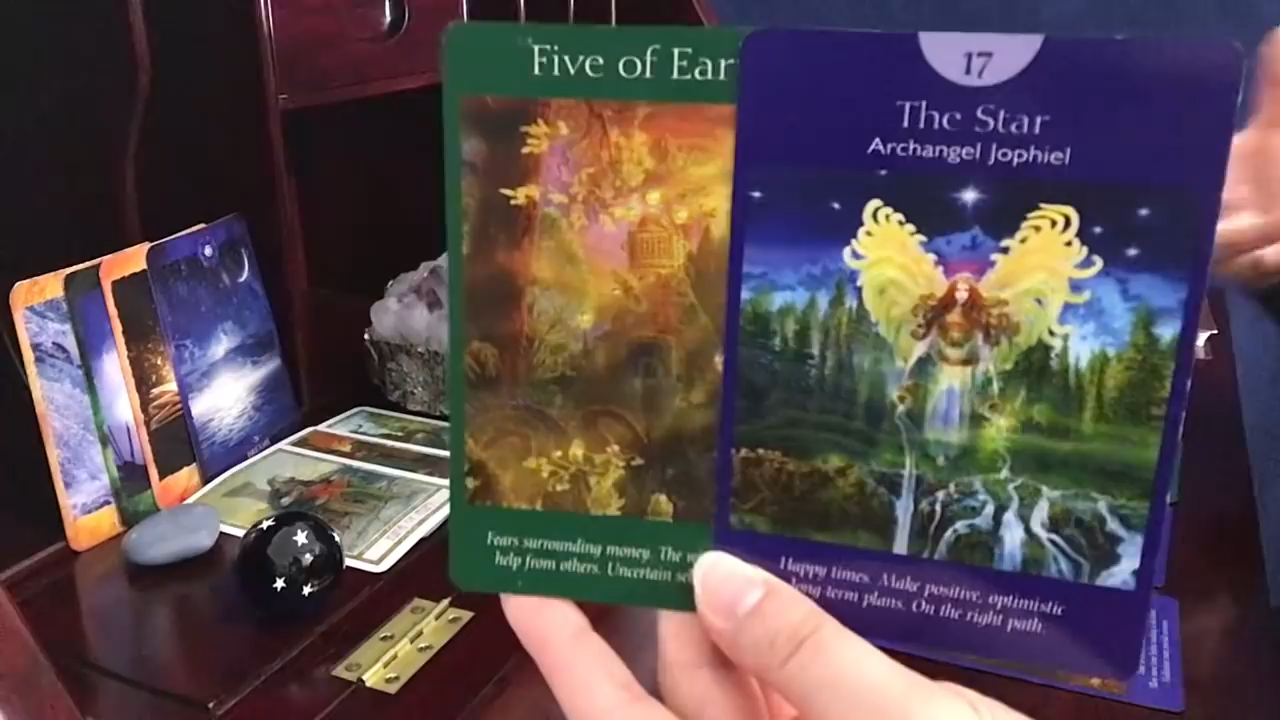 Five of Ear
Fears surrounding money. The
help from others. Uncertain
17
The Star
Archangel Jophiel
Happy times. Make positive, optimistic
long-term plans. On the right path.